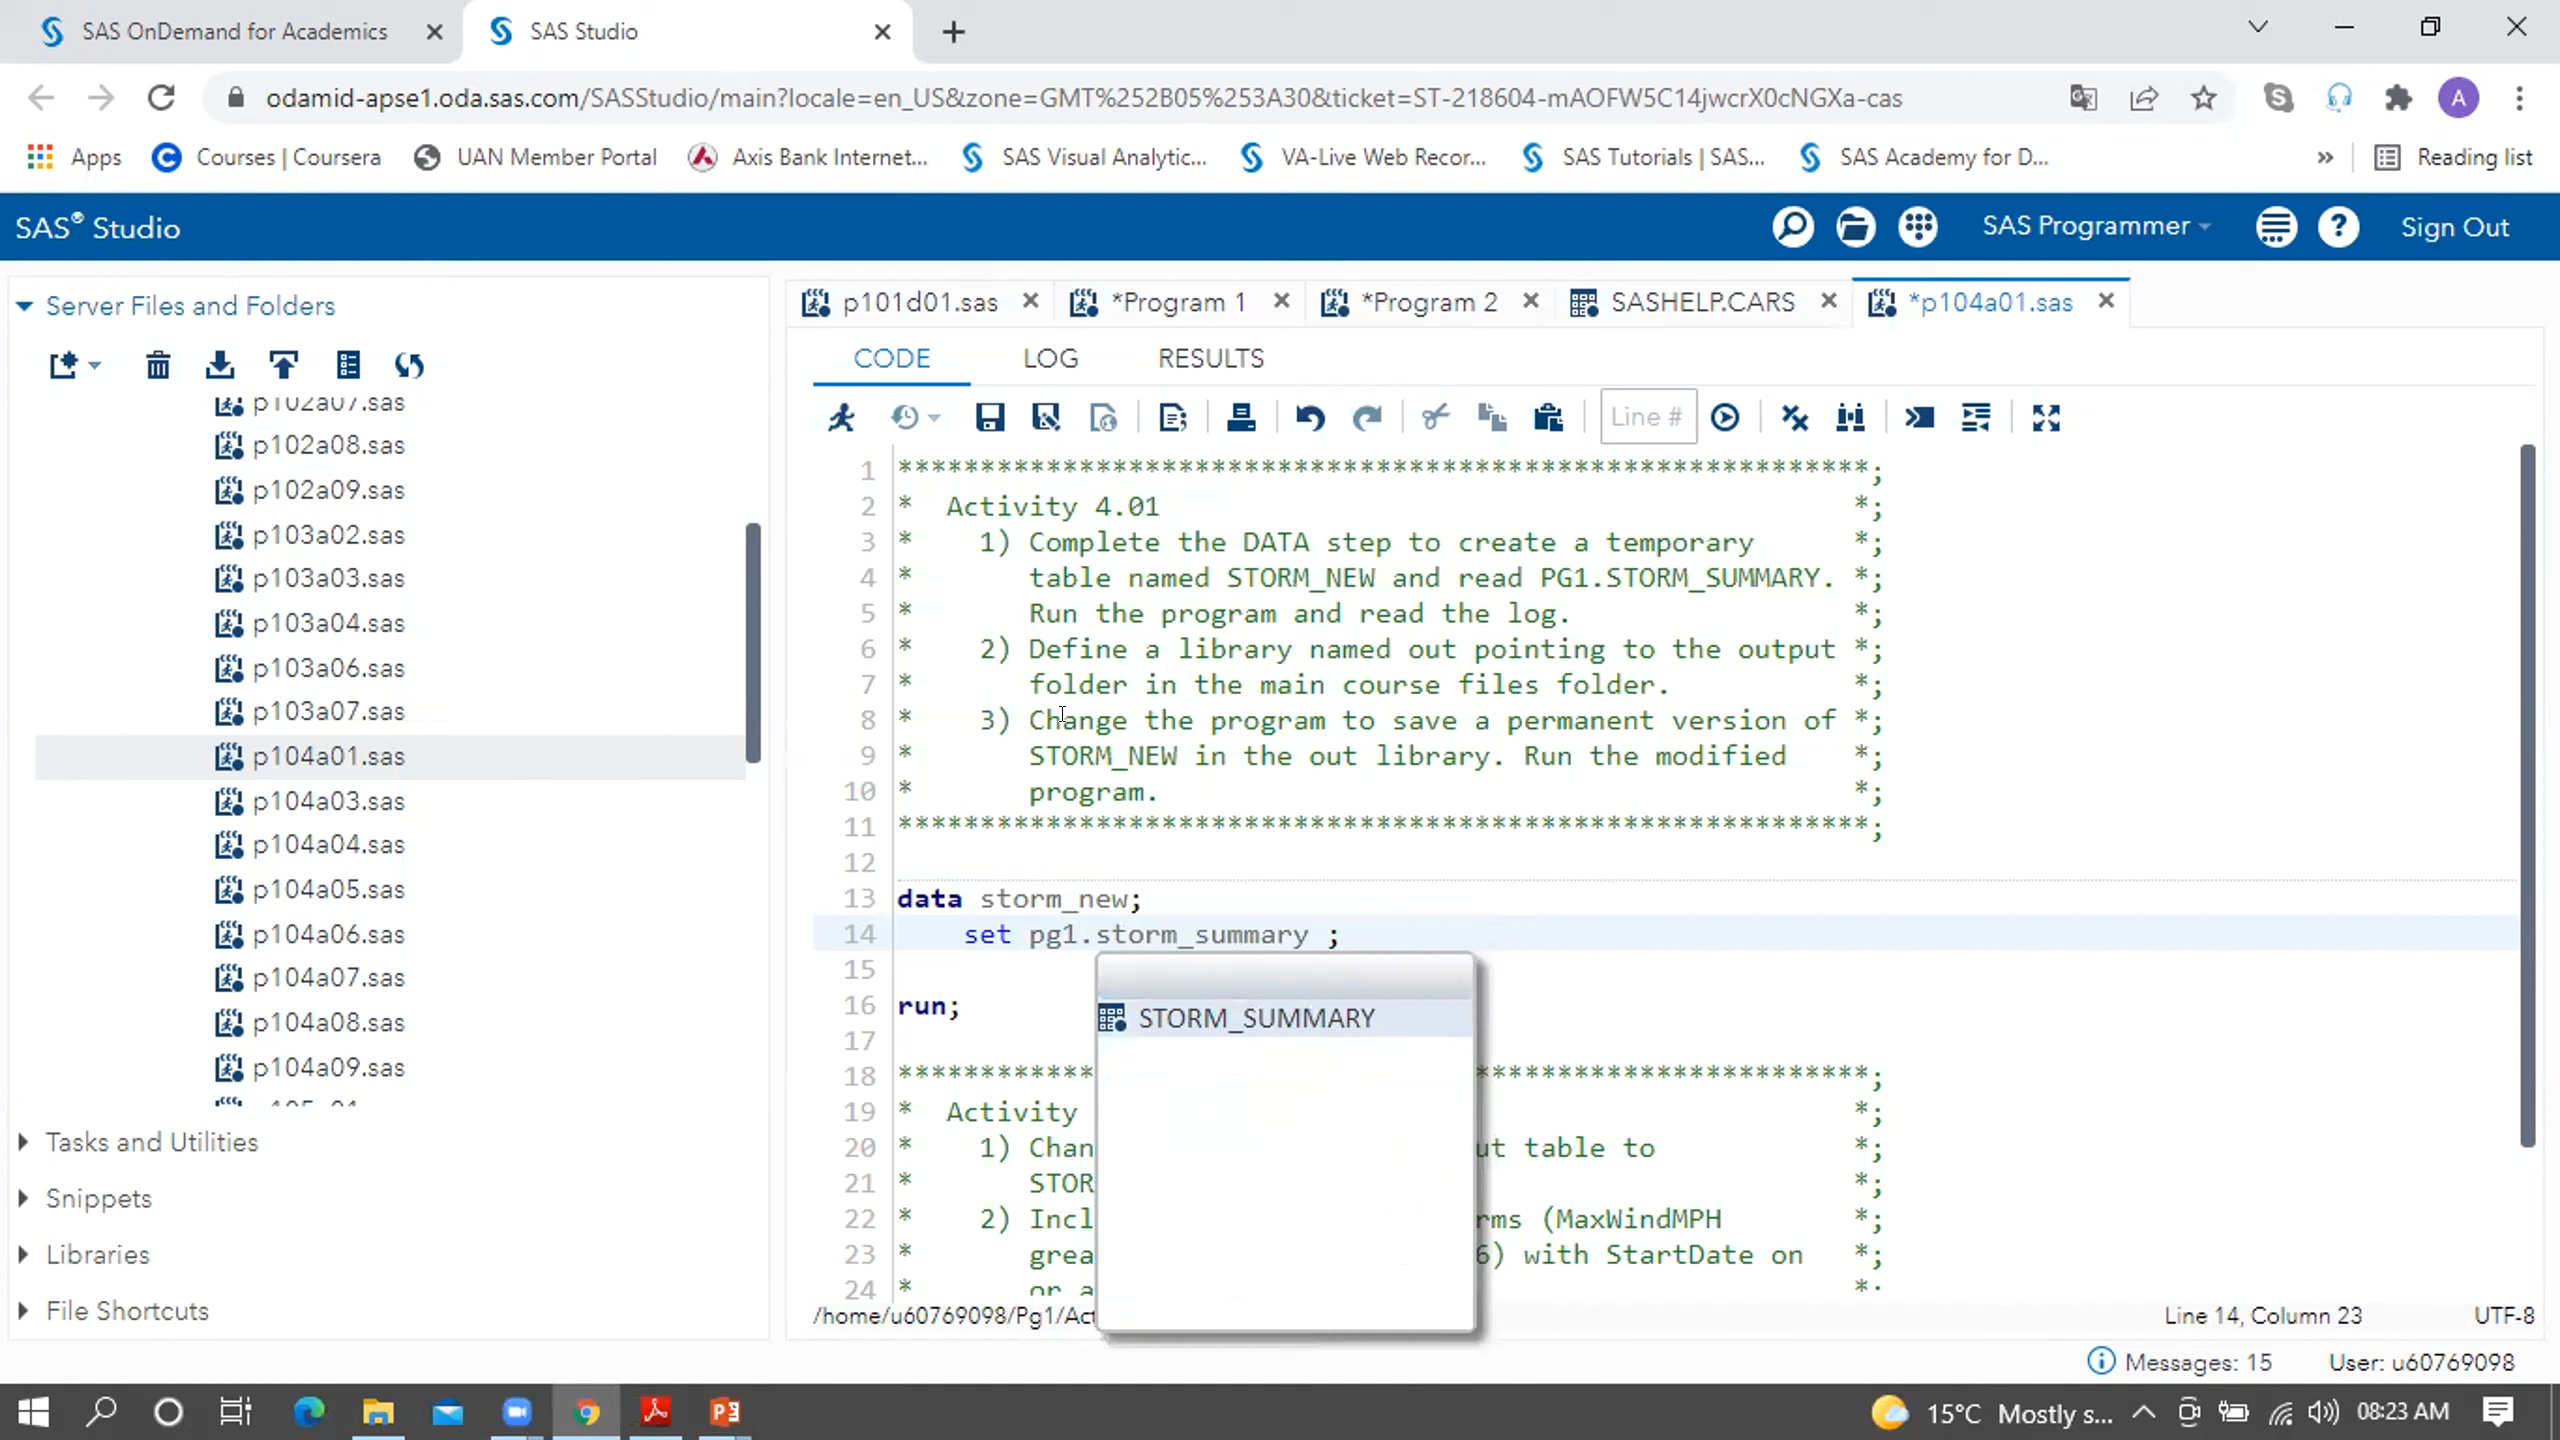 SAS OnDemand for Academics
SAS Studio
odamid-apse1.oda.sas.com/SASStudio/main?locale=en_US&zone=GMT%252B05%253A30&ticket=ST-218604-mAOFW5C14jwcrX0cNGXa-cas
A
Apps
Courses | Coursera
UAN Member Portal
Axis Bank Internet...
SAS Visual Analytic...
VA-Live Web Recor...
SAS Tutorials | SAS...
SAS Academy for D...
»
Reading list
SAS® Studio
SAS Programmer
Sign Out
Server Files and Folders
p102a07.sas
p102a08.sas
p102a09.sas
p103a02.sas
p103a03.sas
p103a04.sas
p103a06.sas
p103a07.sas
p104a01.sas
p104a03.sas
p104a04.sas
p104a05.sas
p104a06.sas
p104a07.sas
p104a08.sas
p104a09.sas
Tasks and Utilities
Snippets
Libraries
File Shortcuts
p101d01.sas
*Program 1
*Program 2
SASHELP.CARS
*p104a01.sas
CODE
LOG
RESULTS
Line #
1 ***********************************************************;
2 * Activity 4.01 *;
3 * 1) Complete the DATA step to create a temporary *;
4 * table named STORM_NEW and read PG1.STORM_SUMMARY. *;
5 * Run the program and read the log. *;
6 * 2) Define a library named out pointing to the output *;
7 * folder in the main course files folder. *;
8 * 3) Change the program to save a permanent version of *;
9 * STORM_NEW in the out library. Run the modified *;
10 * program. *;
11 ***********************************************************;
12
13 data storm_new;
14 set pg1.storm_summary ;
15
16 run;
17
18 ************ ************************;
19 * Activity *;
20 * 1) Chan ut table to *;
21 * STOR *;
22 * 2) Incl rms (MaxWindMPH *;
23 * grea 6) with StartDate on *;
24 * or a *;
STORM_SUMMARY
/home/u60769098/Pg1/Act
Line 14, Column 23
UTF-8
Messages: 15
User: u60769098
15°C Mostly s...
08:23 AM